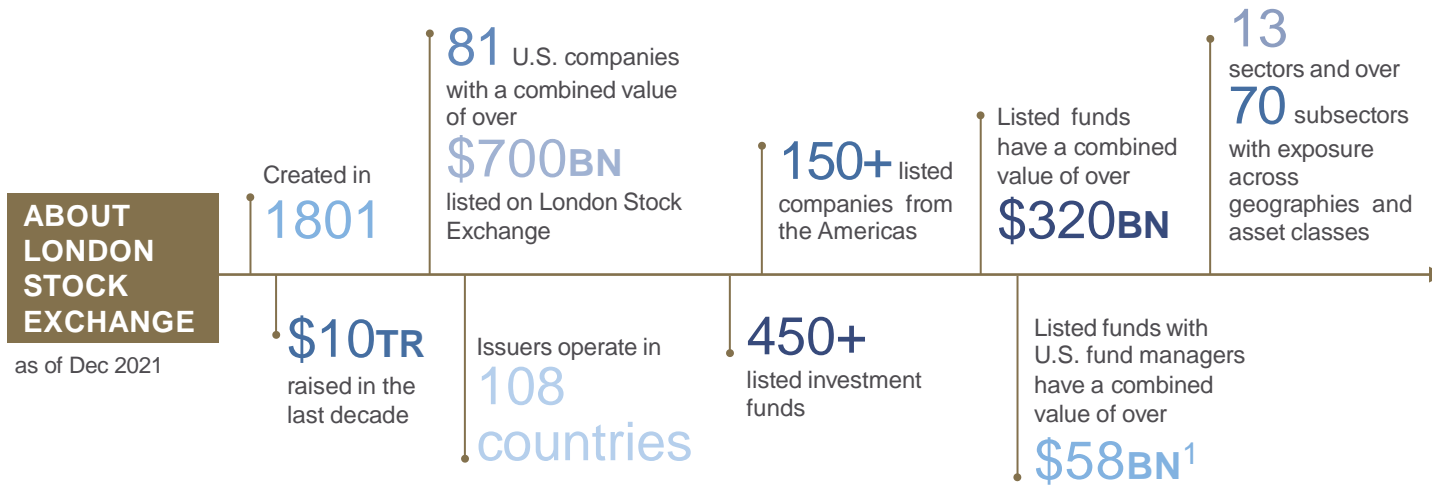 ABOUT
LONDON
STOCK
EXCHANGE
as of Dec 2021
Created in
1801
$10TR
raised in the
last decade
81 U.S. companies
with a combined value
of over
$700BN
listed on London Stock
Exchange
Issuers operate in
108
countries
450+
listed investment
funds
150+ listed
companies from
the Americas
Listed funds
have a combined
value of over
$320BN
Listed funds with
U.S. fund managers
have a combined
value of over
$58BN1
13
sectors and over
70 subsectors
with exposure
across
geographies and
asset classes